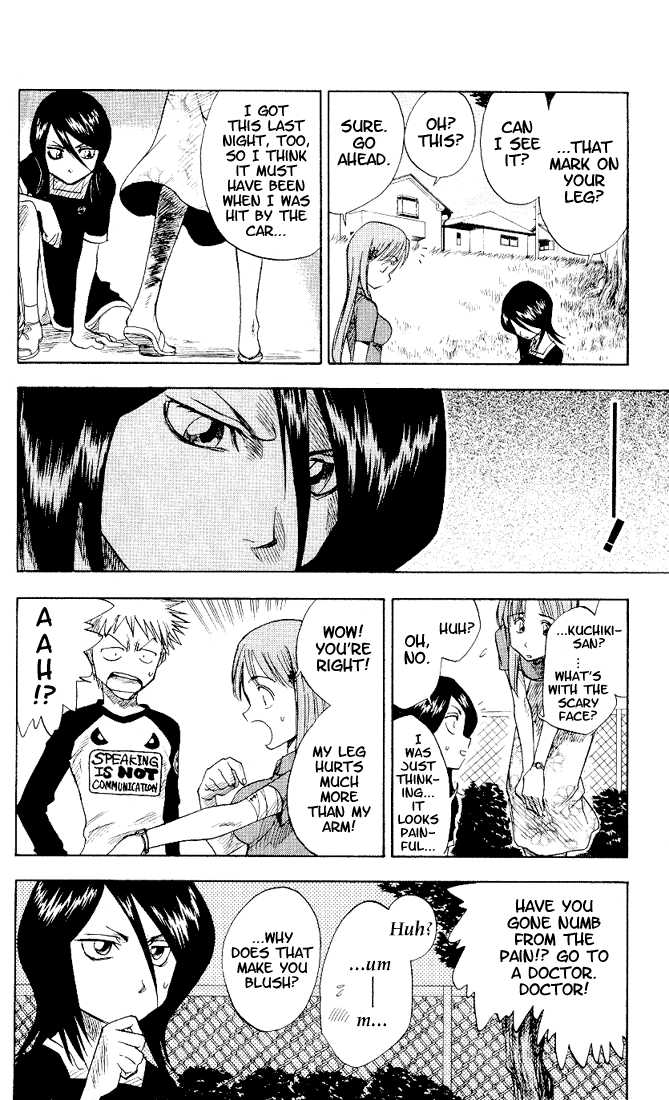 ...THAT
MARK ON
YOUR
LEG?
CAN
I SEE
IT?
OH?
THIS?
SURE.
GO
AHEAD.
I GOT
THIS LAST
NIGHT, TOO,
SO I THINK
IT MUST
HAVE BEEN
WHEN I WAS
HIT BY THE
CAR...
!
...KUCHIKI-
SAN?
...
WHAT'S
WITH THE
SCARY
FACE?
HUH?
OH,
NO.
I
WAS
JUST
THINK-
ING...
IT
LOOKS
PAIN-
FUL...
WOW!
YOU'RE
RIGHT!
MY LEG
HURTS
MUCH
MORE
THAN MY
ARM!
AAH!?
SPEAKING
IS NOT
COMMUNICATION
HAVE YOU
GONE NUMB
FROM THE
PAIN!? GO TO
A DOCTOR.
DOCTOR!
Huh?
...um
m...
...WHY
DOES THAT
MAKE YOU
BLUSH?